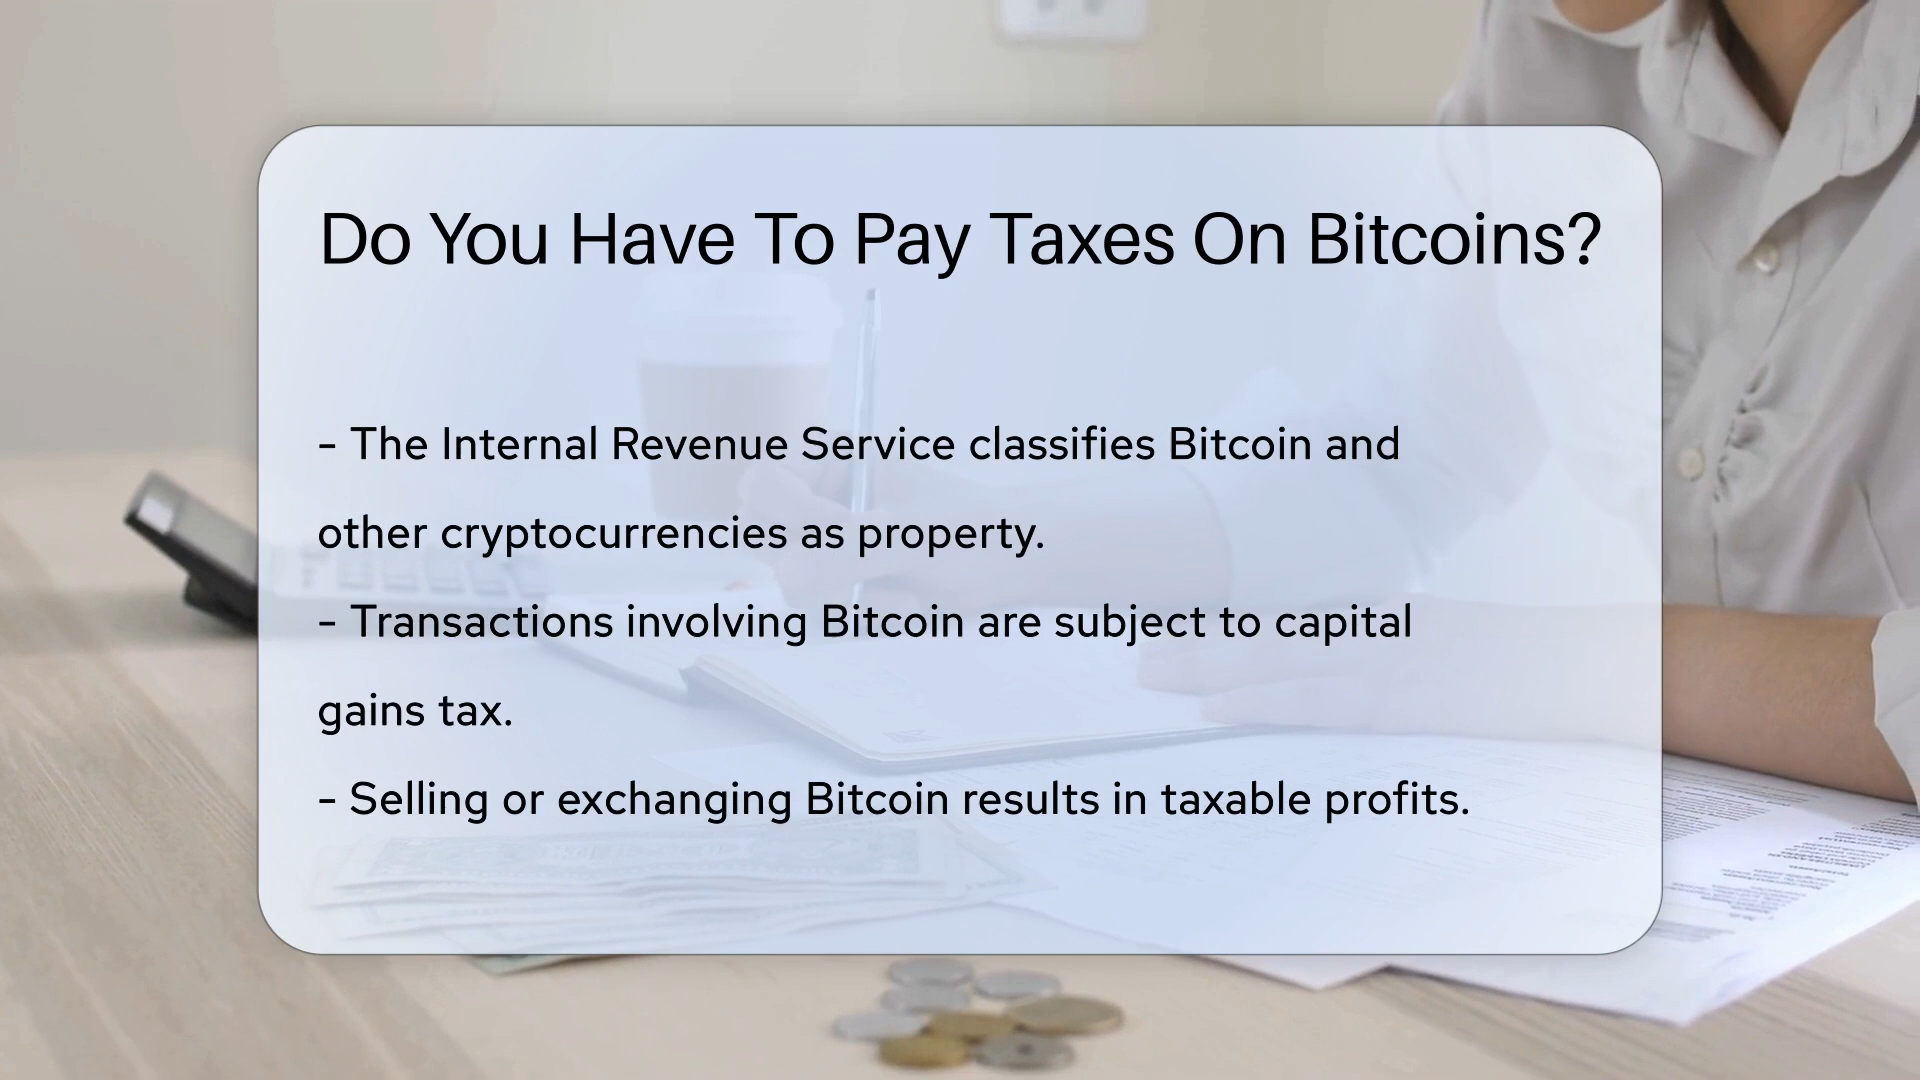 Do You Have To Pay Taxes On Bitcoins?
- The Internal Revenue Service classifies Bitcoin and
other cryptocurrencies as property.
- Transactions involving Bitcoin are subject to capital
gains tax.
- Selling or exchanging Bitcoin results in taxable profits.